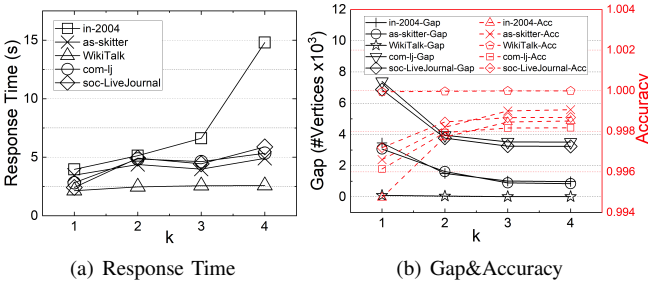 Response Time (s)
15
10
5
0
in-2004
as-skitter
WikiTalk
com-lj
soc-LiveJournal
1 2 3 4
k
(a) Response Time
Gap (#Vertices x10³)
12
10
8
6
4
2
0
in-2004-Gap
as-skitter-Gap
WikiTalk-Gap
com-lj-Gap
soc-LiveJournal-Gap
in-2004-Acc
as-skitter-Acc
WikiTalk-Acc
com-lj-Acc
soc-LiveJournal-Acc
1.004
1.002
1.000
0.998
0.996
0.994
Accuracy
1 2 3 4
k
(b) Gap&Accuracy